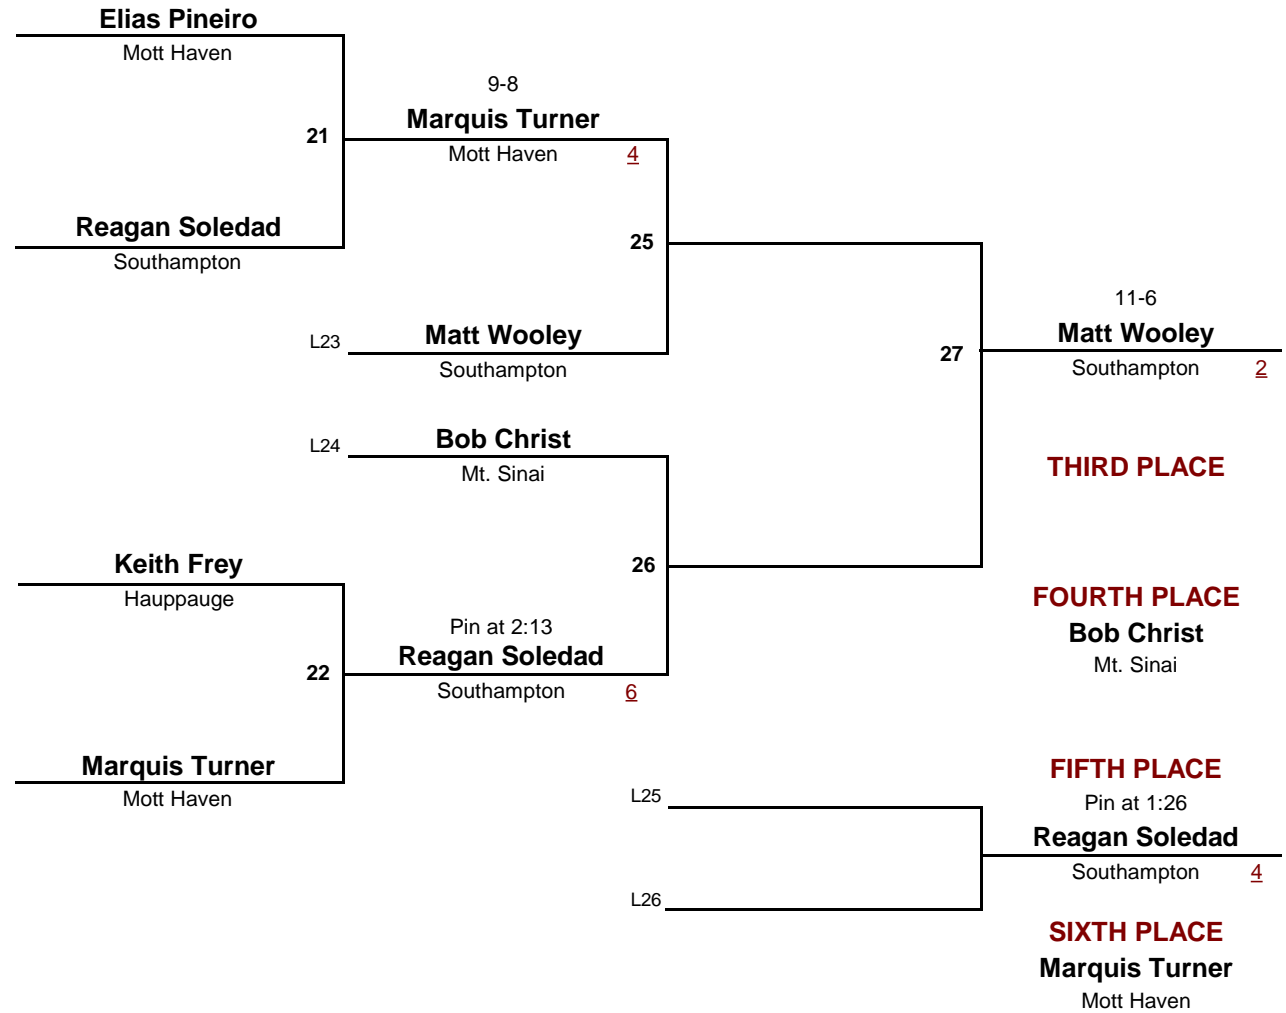 Elias Pineiro
Mott Haven
9-8
21
Marquis Turner
Mott Haven
4
Reagan Soledad
Southampton
25
11-6
L23
Matt Wooley
Southampton
27
Matt Wooley
Southampton
2
L24
Bob Christ
Mt. Sinai
THIRD PLACE
Keith Frey
Hauppauge
26
FOURTH PLACE
Bob Christ
Mt. Sinai
22
Pin at 2:13
Reagan Soledad
Southampton
6
Marquis Turner
Mott Haven
FIFTH PLACE
L25
Pin at 1:26
Reagan Soledad
Southampton
4
L26
SIXTH PLACE
Marquis Turner
Mott Haven